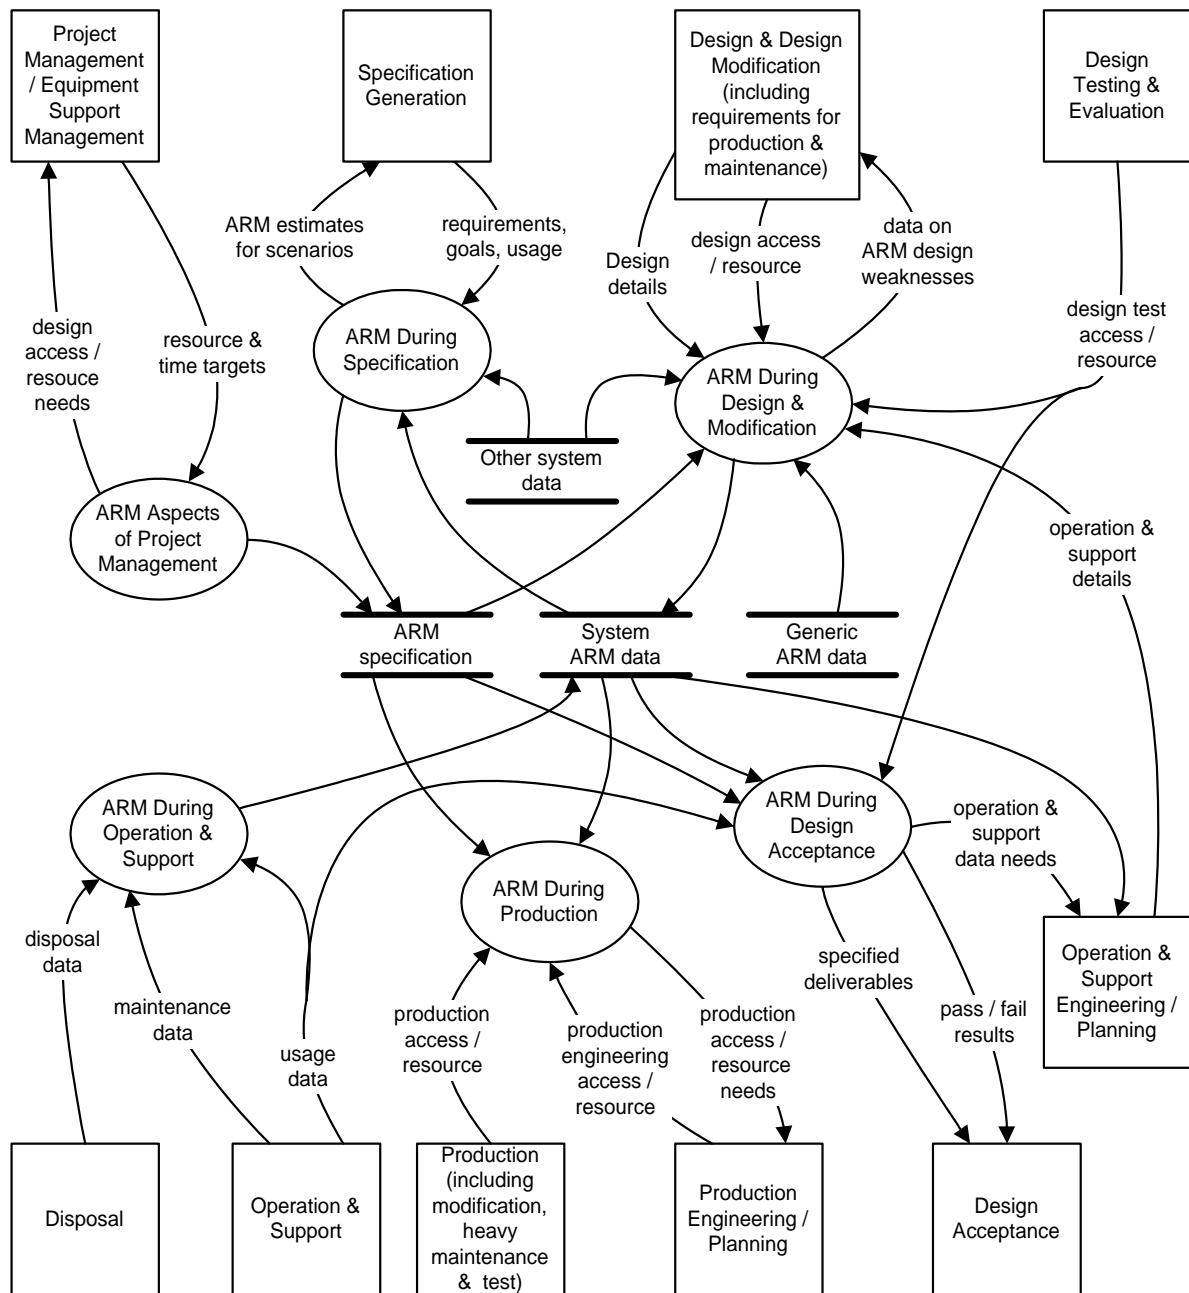 Project
Management
/ Equipment
Support
Management
Specification
Generation
Design & Design
Modification
(including
requirements for
production &
maintenance)
Design
Testing &
Evaluation
ARM estimates
for scenarios
requirements,
goals, usage
Design
details
design access
/ resource
data on
ARM design
weaknesses
design test
access /
resource
design
access /
resouce
needs
resource &
time targets
ARM During
Specification
ARM During
Design &
Modification
Other system
data
ARM Aspects
of Project
Management
operation &
support
details
ARM
specification
System
ARM data
Generic
ARM data
ARM During
Operation &
Support
ARM During
Design
Acceptance
operation &
support
data needs
ARM During
Production
disposal
data
maintenance
data
usage
data
production
access /
resource
production
engineering
access /
resource
production
access /
resource
needs
specified
deliverables
pass / fail
results
Operation &
Support
Engineering /
Planning
Disposal
Operation &
Support
Production
(including
modification,
heavy
maintenance
& test)
Production
Engineering /
Planning
Design
Acceptance